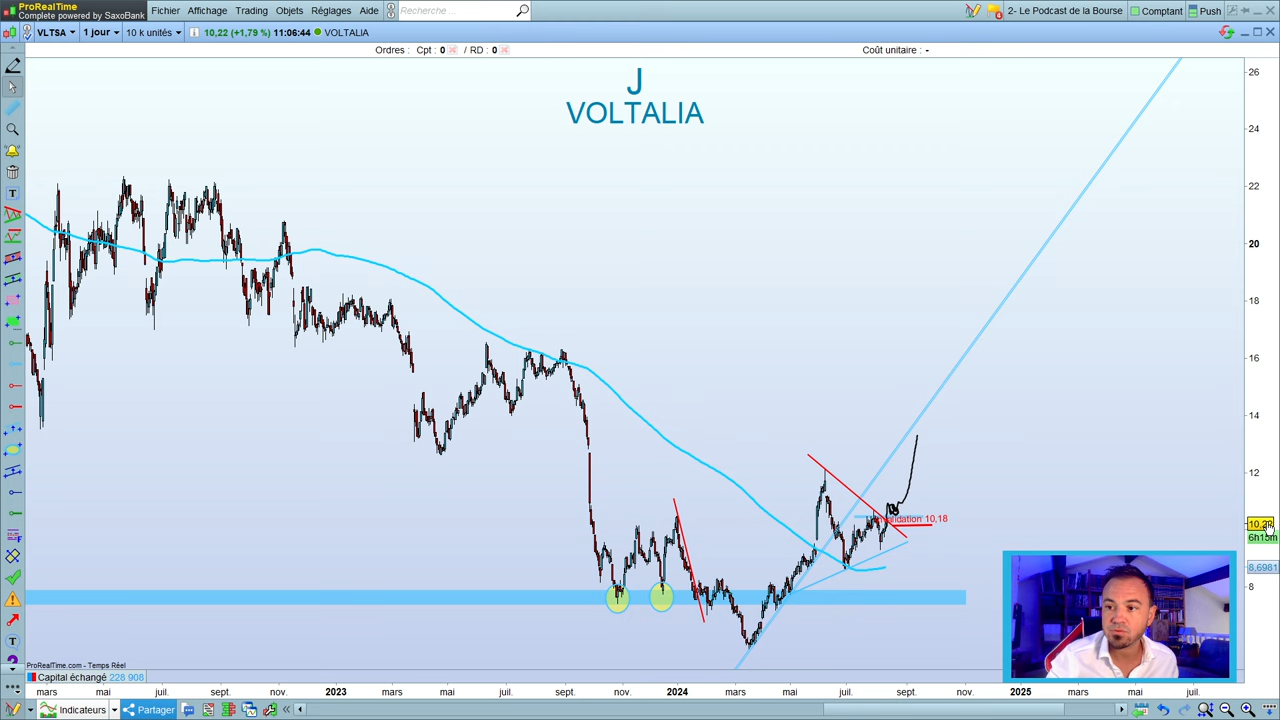 ProRealTime
Complete powered by SaxoBank
Fichier Affichage Trading Objets Réglages Aide Recherche... 4 2- Le Podcast de la Bourse Comptant Push
VLTSA 1 jour 10 k unités 10,22 (+1,79 %) 11:06:44 VOLTALIA
Ordres : Cpt : 0 / RD : 0 Coût unitaire : -
J
VOLTALIA
26
24
22
20
18
16
14
12
10,18
6h15m
8,6981
8
ProRealTime.com - Temps Réel
Capital échangé 228 908
mars mai juil. sept. nov. 2023 mars mai juil. sept. nov. 2024 mars mai juil. sept. nov. 2025 mars mai juil.
Indicateurs Partager